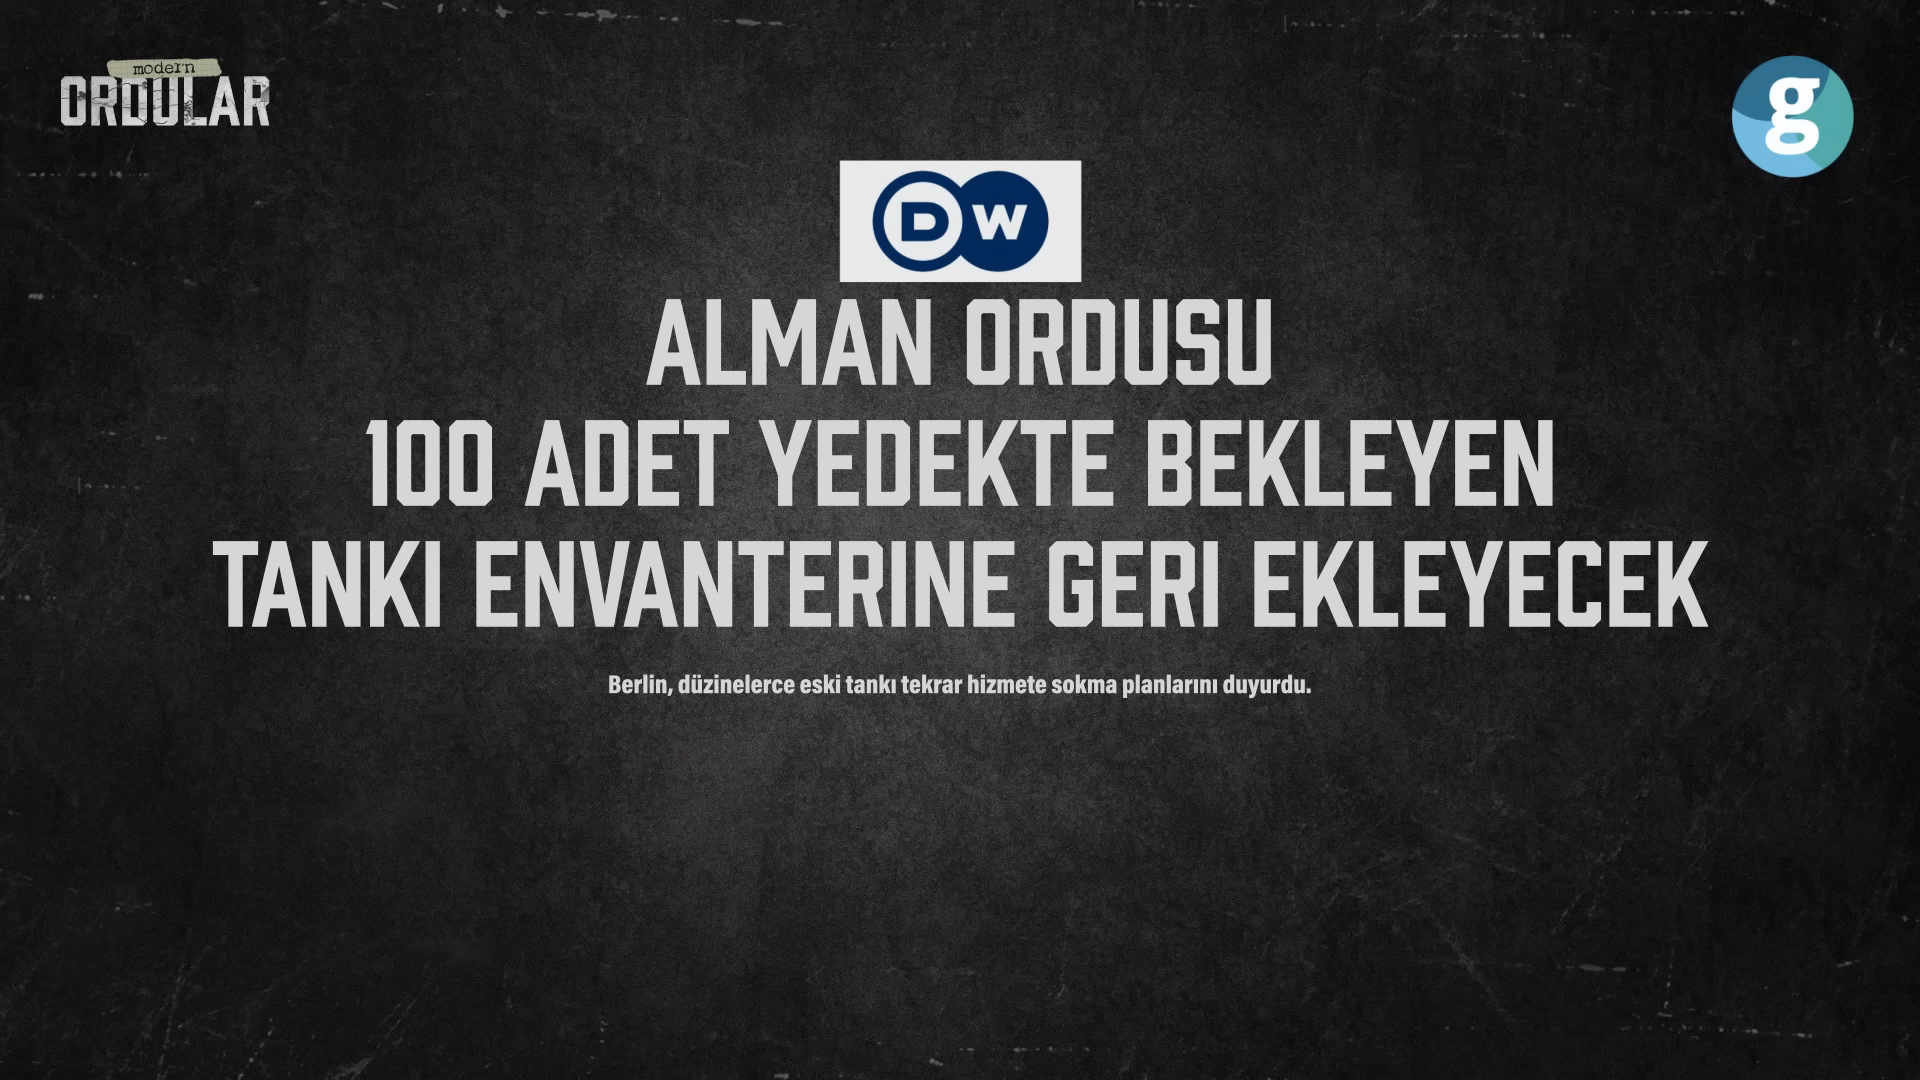 modern
ORDULAR
g
DW
ALMAN ORDUSU
100 ADET YEDEKTE BEKLEYEN
TANKI ENVANTERINE GERI EKLEYECEK
Berlin, düzinelerce eski tankı tekrar hizmete sokma planlarını duyurdu.